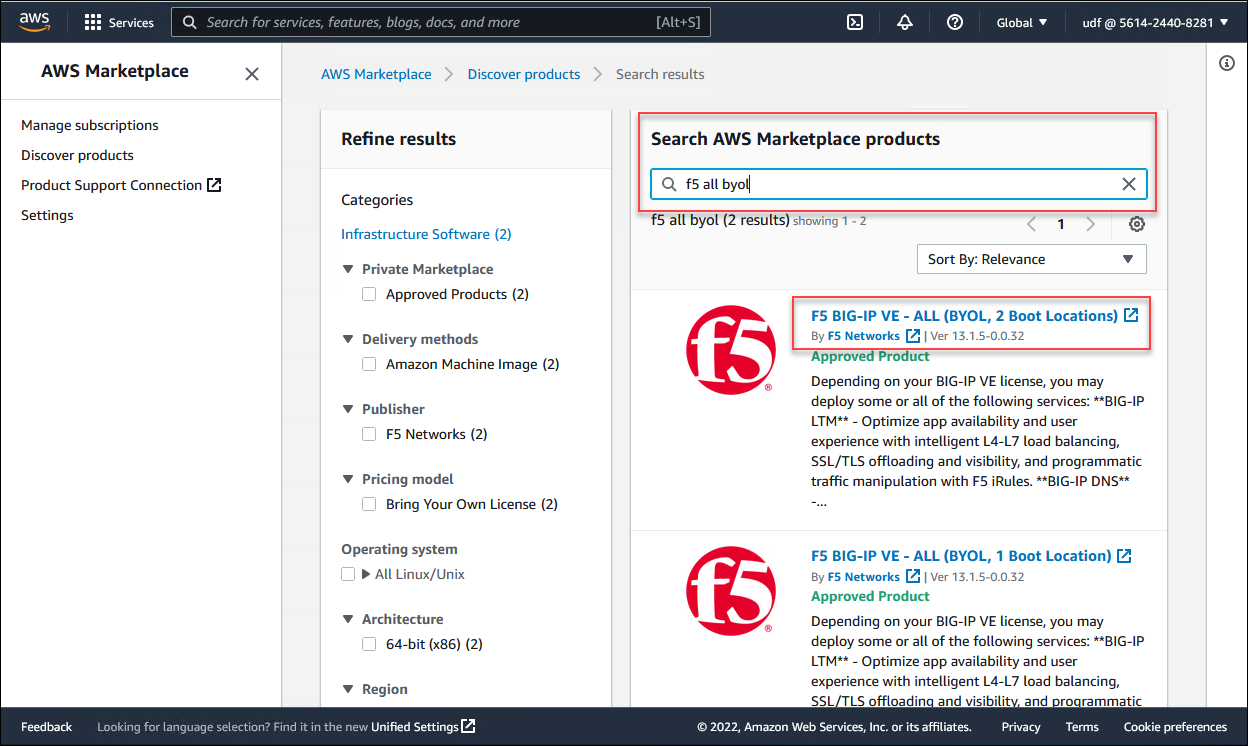 aws
Services
Search for services, features, blogs, docs, and more
[Alt+S]
Global
udf @ 5614-2440-8281
AWS Marketplace
Manage subscriptions
Discover products
Product Support Connection
Settings
AWS Marketplace
Discover products
Search results
Refine results
Categories
Infrastructure Software (2)
Private Marketplace
Approved Products (2)
Delivery methods
Amazon Machine Image (2)
Publisher
F5 Networks (2)
Pricing model
Bring Your Own License (2)
Operating system
All Linux/Unix
Architecture
64-bit (x86) (2)
Region
Search AWS Marketplace products
f5 all byol
f5 all byol (2 results) showing 1 - 2
1
Sort By: Relevance
f5®
F5 BIG-IP VE - ALL (BYOL, 2 Boot Locations)
By F5 Networks | Ver 13.1.5-0.0.32
Approved Product
Depending on your BIG-IP VE license, you may
deploy some or all of the following services: **BIG-IP
LTM** - Optimize app availability and user
experience with intelligent L4-L7 load balancing,
SSL/TLS offloading and visibility, and programmatic
traffic manipulation with F5 iRules. **BIG-IP DNS**
-...
f5®
F5 BIG-IP VE - ALL (BYOL, 1 Boot Location)
By F5 Networks | Ver 13.1.5-0.0.32
Approved Product
Depending on your BIG-IP VE license, you may
deploy some or all of the following services: **BIG-IP
LTM** - Optimize app availability and user
experience with intelligent L4-L7 load balancing,
SSL/TLS offloading and visibility, and programmatic
Feedback
Looking for language selection? Find it in the new Unified Settings
© 2022, Amazon Web Services, Inc. or its affiliates.
Privacy
Terms
Cookie preferences